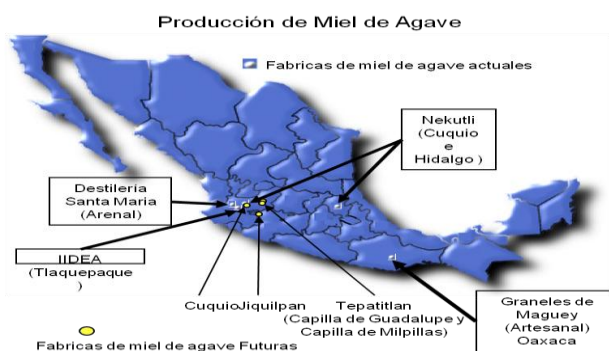 Producción de Miel de Agave
Fabricas de miel de agave actuales
Nekutli
(Cuquio
e
Hidalgo )
Destilería
Santa Maria
(Arenal)
IIDEA
(Tlaquepaque
)
Cuquio
Jiquilpan
Tepatitlan
(Capilla de Guadalupe y
Capilla de Milpillas)
Graneles de
Maguey
(Artesanal)
Oaxaca
Fabricas de miel de agave Futuras